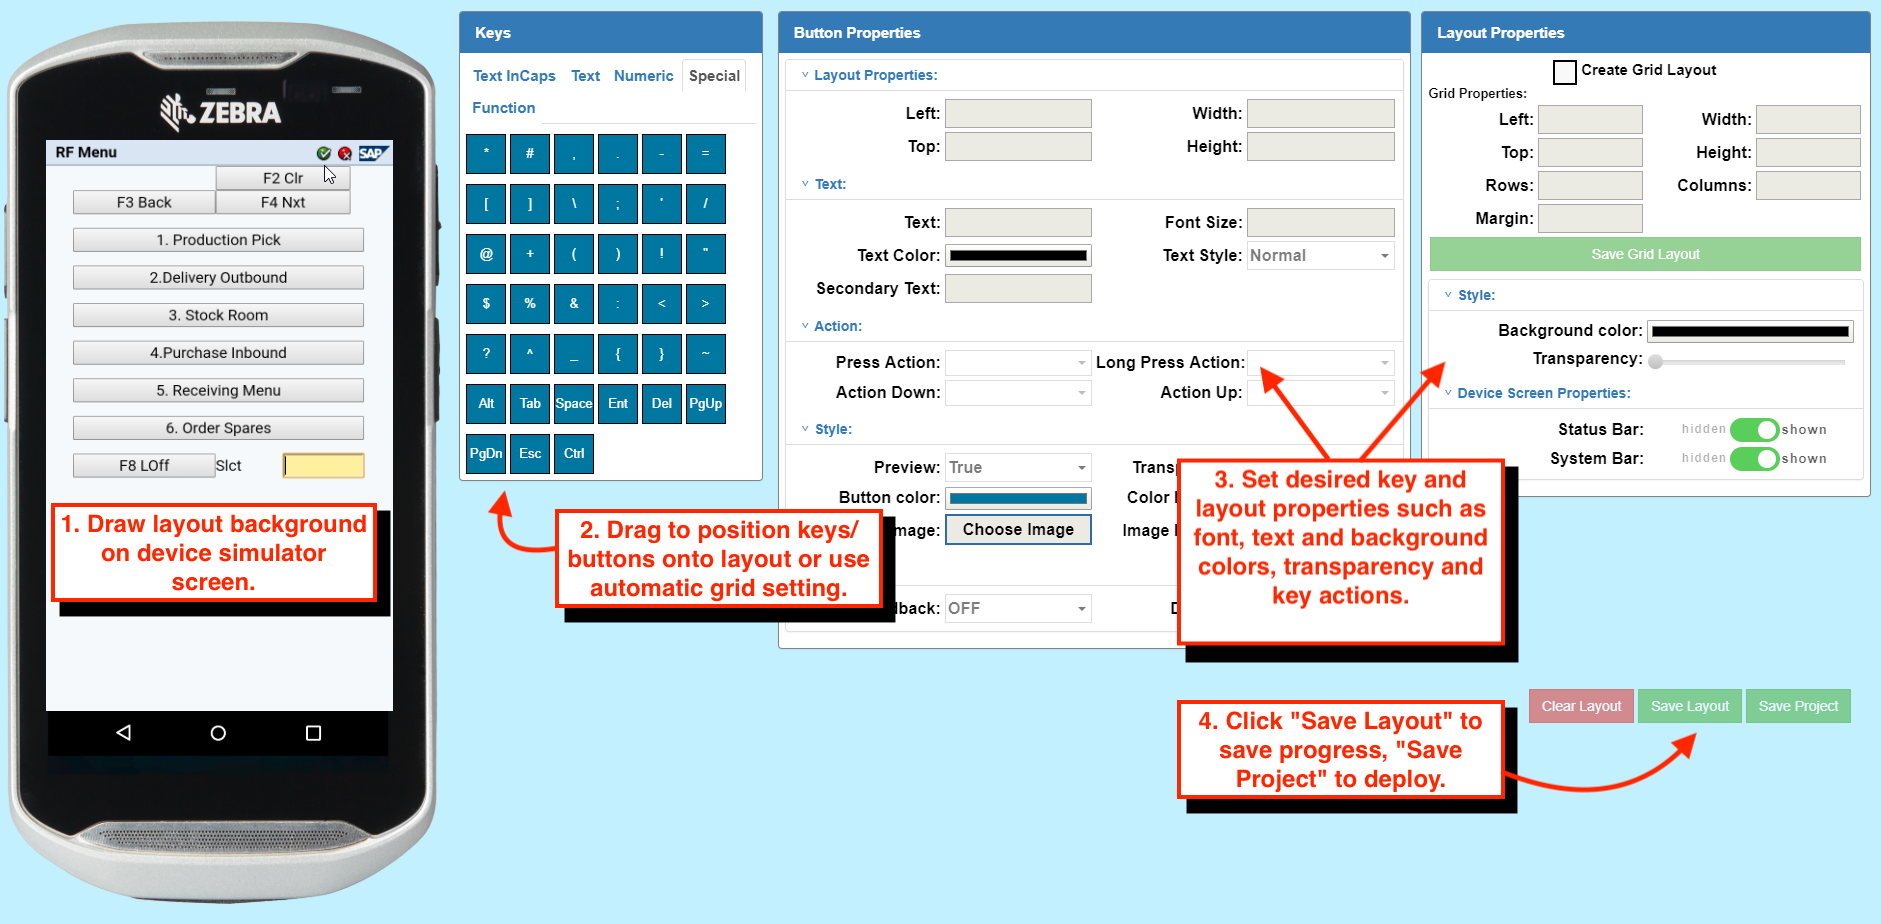 ZEBRA
RF Menu
SAP
F2 Clr
F3 Back
F4 Nxt
1. Production Pick
2.Delivery Outbound
3. Stock Room
4.Purchase Inbound
5. Receiving Menu
6. Order Spares
F8 LOff
Slct
1. Draw layout background
on device simulator
screen.
Keys
Text InCaps Text Numeric Special
Function
* # , . - =
[ ] \ ; ' /
@ + ( ) ! "
$ % & : < >
? ^ _ { } ~
Alt Tab Space Ent Del PgUp
PgDn Esc Ctrl
2. Drag to position keys/
buttons onto layout or use
automatic grid setting.
Button Properties
Layout Properties:
Left: Width:
Top: Height:
Text:
Text: Font Size:
Text Color: Text Style: Normal
Secondary Text:
Action:
Press Action: Long Press Action:
Action Down: Action Up:
Style:
Preview: True Transp
Button color: Color
mage: Choose Image Image
dback: OFF
3. Set desired key and
layout properties such as
font, text and background
colors, transparency and
key actions.
Layout Properties
Create Grid Layout
Grid Properties:
Left: Width:
Top: Height:
Rows: Columns:
Margin:
Save Grid Layout
Style:
Background color:
Transparency:
Device Screen Properties:
Status Bar: hidden shown
System Bar: hidden shown
Clear Layout Save Layout Save Project
4. Click "Save Layout" to
save progress, "Save
Project" to deploy.